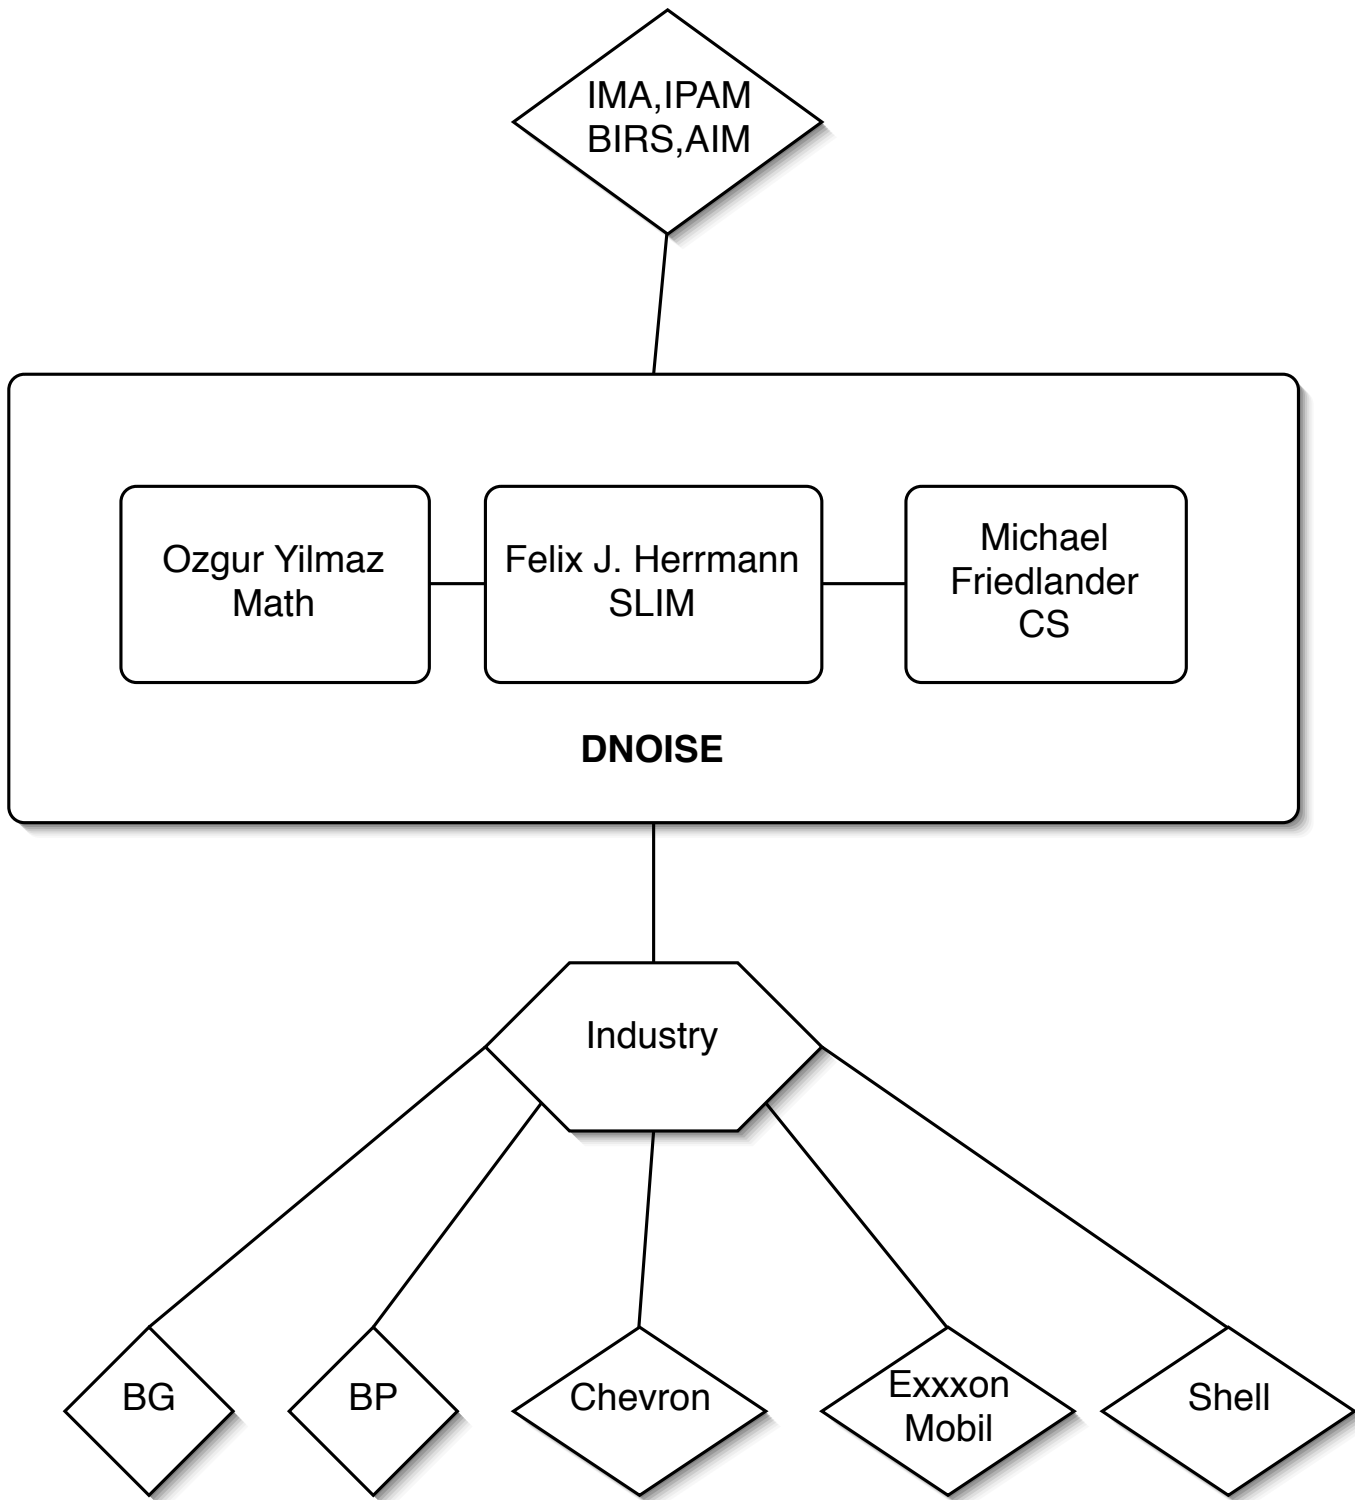 IMA,IPAM
BIRS,AIM
Ozgur Yilmaz
Math
Felix J. Herrmann
SLIM
Michael
Friedlander
CS
DNOISE
Industry
BG
BP
Chevron
Exxxon
Mobil
Shell